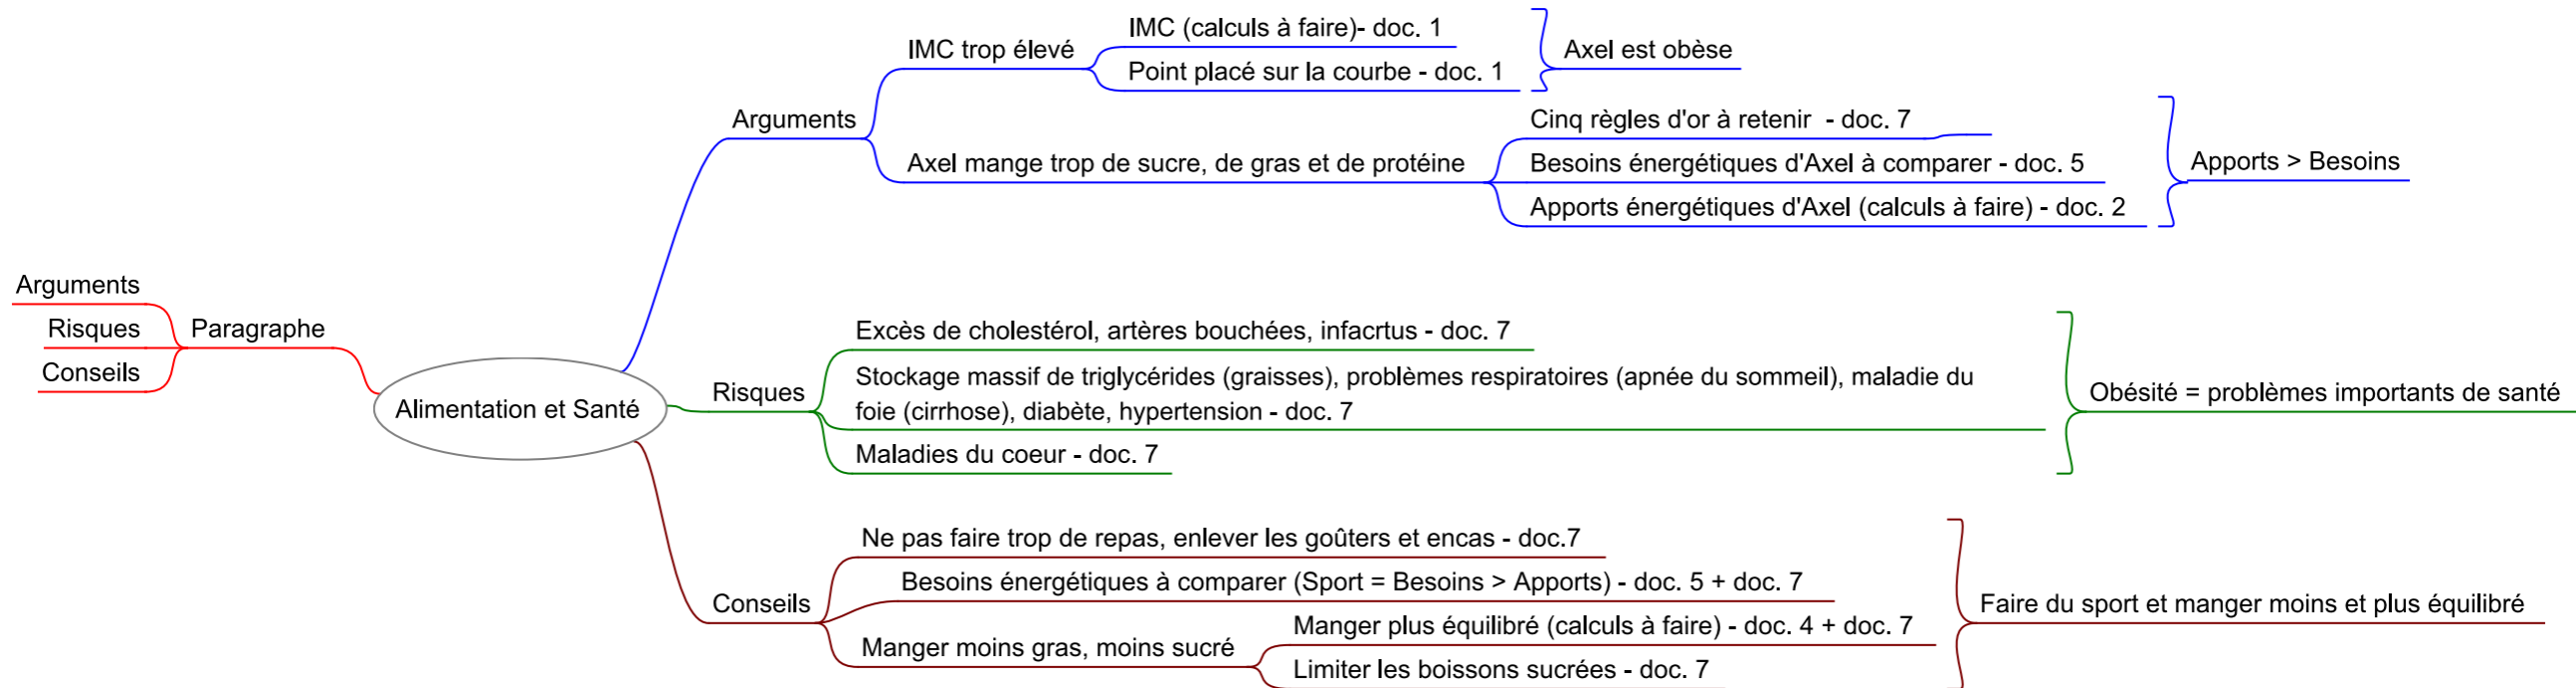 IMC (calculs à faire)- doc. 1
IMC trop élevé
Axel est obèse
Point placé sur la courbe - doc. 1
Arguments
Cinq règles d'or à retenir  - doc. 7
Axel mange trop de sucre, de gras et de protéine
Besoins énergétiques d'Axel à comparer - doc. 5
Apports > Besoins
Apports énergétiques d'Axel (calculs à faire) - doc. 2
Arguments
Risques
Paragraphe
Conseils
Alimentation et Santé
Excès de cholestérol, artères bouchées, infacrtus - doc. 7
Risques
Stockage massif de triglycérides (graisses), problèmes respiratoires (apnée du sommeil), maladie du
foie (cirrhose), diabète, hypertension - doc. 7
Obésité = problèmes importants de santé
Maladies du coeur - doc. 7
Ne pas faire trop de repas, enlever les goûters et encas - doc.7
Besoins énergétiques à comparer (Sport = Besoins > Apports) - doc. 5 + doc. 7
Conseils
Faire du sport et manger moins et plus équilibré
Manger moins gras, moins sucré
Manger plus équilibré (calculs à faire) - doc. 4 + doc. 7
Limiter les boissons sucrées - doc. 7